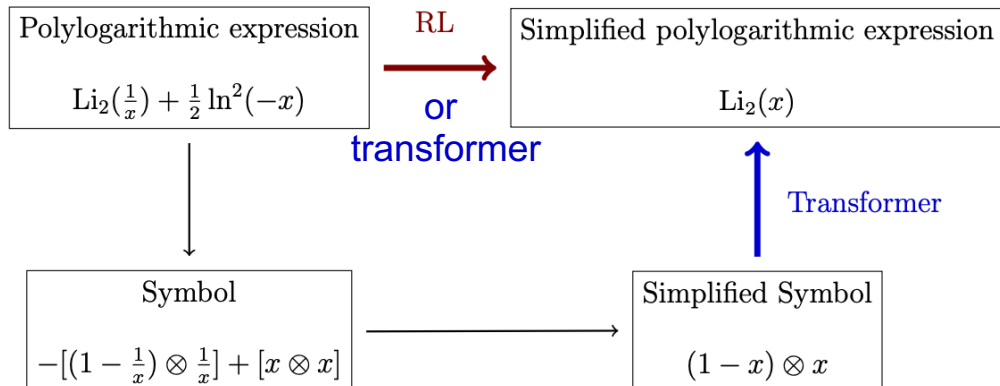 Polylogarithmic expression
Li₂(1/x) + 1/2 ln²(−x)
RL
or
transformer
Simplified polylogarithmic expression
Li₂(x)
Transformer
Symbol
−[(1 − 1/x) ⊗ 1/x] + [x ⊗ x]
Simplified Symbol
(1 − x) ⊗ x